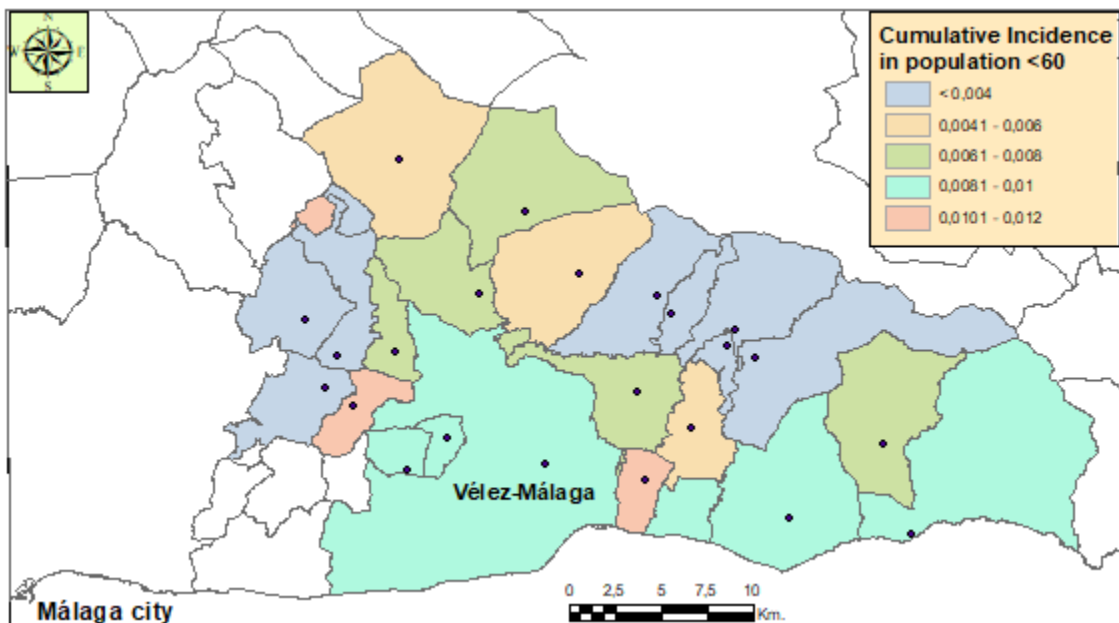 N
W E
S
Cumulative Incidence
in population <60
< 0,004
0,0041 - 0,006
0,0061 - 0,008
0,0081 - 0,01
0,0101 - 0,012
Vélez-Málaga
Málaga city
0 2,5 5 7,5 10
Km.